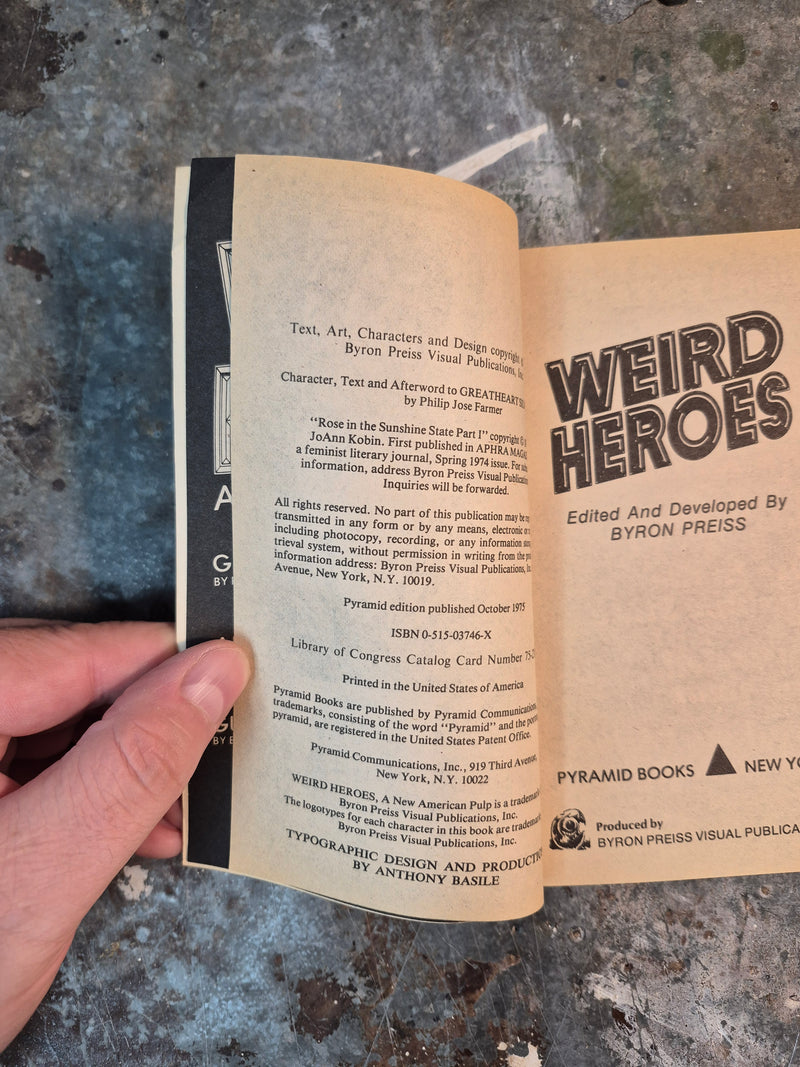 Text, Art, Characters and Design copyright
Byron Preiss Visual Publications,
Character, Text and Afterword to GREATHEART
by Philip Jose Farmer
"Rose in the Sunshine State Part I" copyright ©
JoAnn Kobin. First published in APHRA
a feminist literary journal, Spring 1974 issue. For
information, address Byron Preiss Visual
Inquiries will be forwarded.
All rights reserved. No part of this publication may be
transmitted in any form or by any means, electronic
including photocopy, recording, or any information
trieval system, without permission in writing from the
information address: Byron Preiss Visual Publications,
Avenue, New York, N.Y. 10019.
Pyramid edition published October 1975
ISBN 0-515-03746-X
Library of Congress Catalog Card Number 75-
Printed in the United States of America
Pyramid Books are published by Pyramid
trademarks, consisting of the word "Pyramid" and the
pyramid, are registered in the United States Patent Office.
Pyramid Communications, Inc., 919 Third Avenue,
New York, N.Y. 10022
WEIRD HEROES, A New American Pulp is a
Byron Preiss Visual Publications, Inc.
The logotypes for each character in this book are
Byron Preiss Visual Publications, Inc.
TYPOGRAPHIC DESIGN AND
BY ANTHONY BASILE
WEIRD
HEROES
Edited And Developed By
BYRON PREISS
PYRAMID BOOKS NEW
Produced by
BYRON PREISS VISUAL